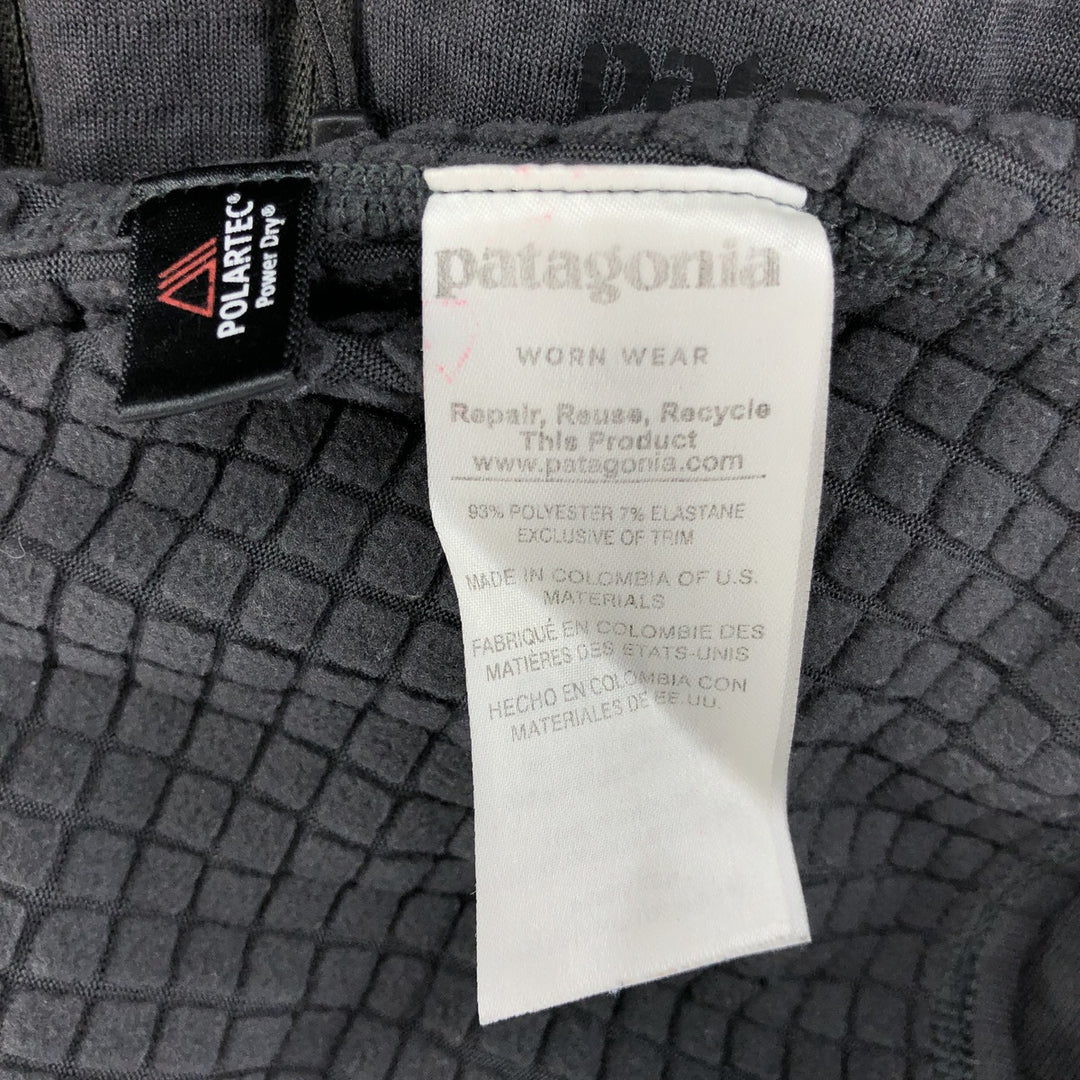 pat
POLARTEC®
Power Dry®
patagonia
WORN WEAR
Repair, Reuse, Recycle
This Product
www.patagonia.com
93% POLYESTER 7% ELASTANE
EXCLUSIVE OF TRIM
MADE IN COLOMBIA OF U.S.
MATERIALS
FABRIQUÉ EN COLOMBIE DES
MATIÈRES DES ETATS-UNIS
HECHO EN COLOMBIA CON
MATERIALES DE EE.UU.